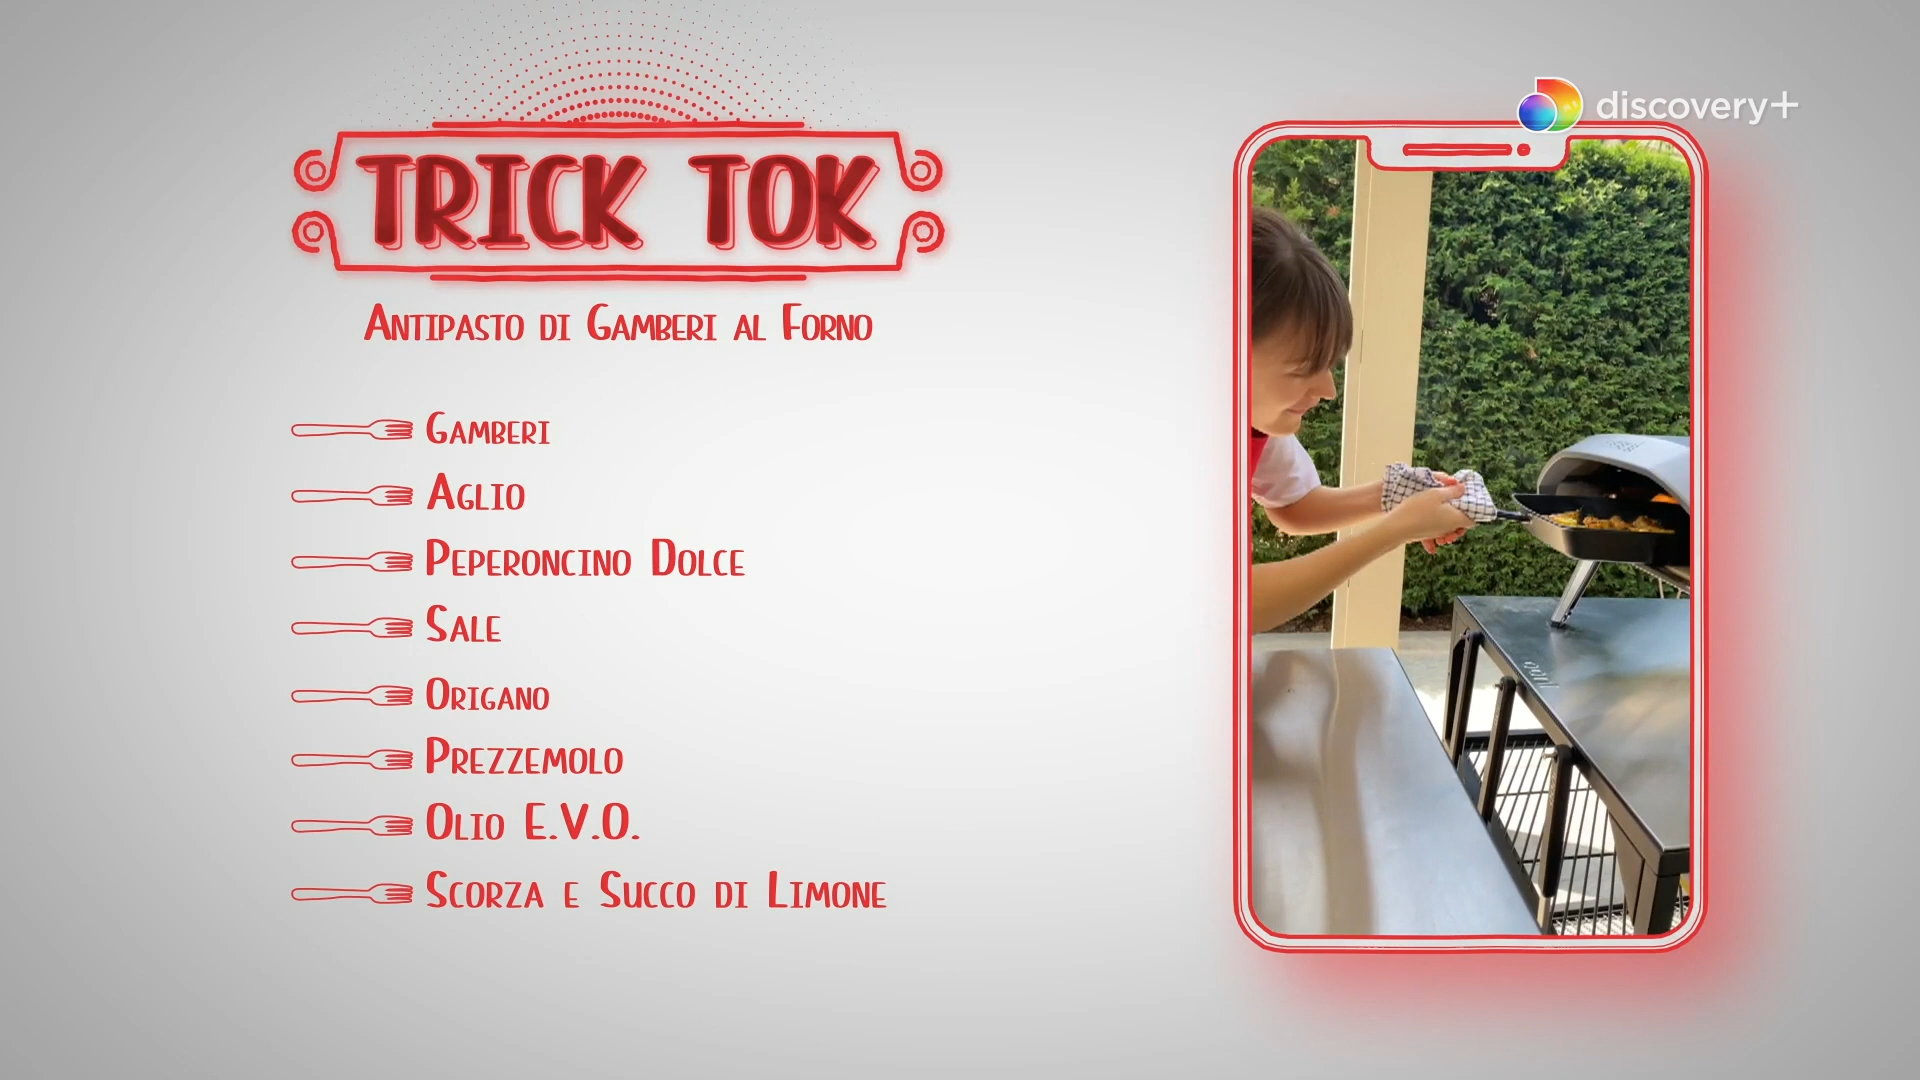 discovery+
TRICK TOK
Antipasto di Gamberi al Forno
Gamberi
Aglio
Peperoncino Dolce
Sale
Origano
Prezzemolo
Olio E.V.O.
Scorza e Succo di Limone
ooni